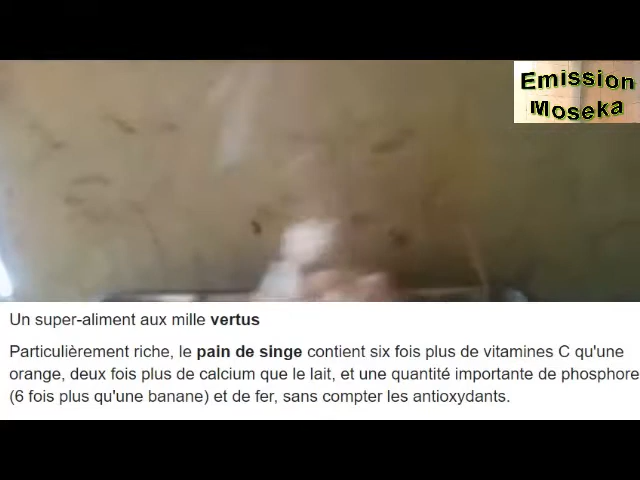 Emission
Moseka
Un super-aliment aux mille vertus
Particulièrement riche, le pain de singe contient six fois plus de vitamines C qu'une
orange, deux fois plus de calcium que le lait, et une quantité importante de phosphore
(6 fois plus qu'une banane) et de fer, sans compter les antioxydants.